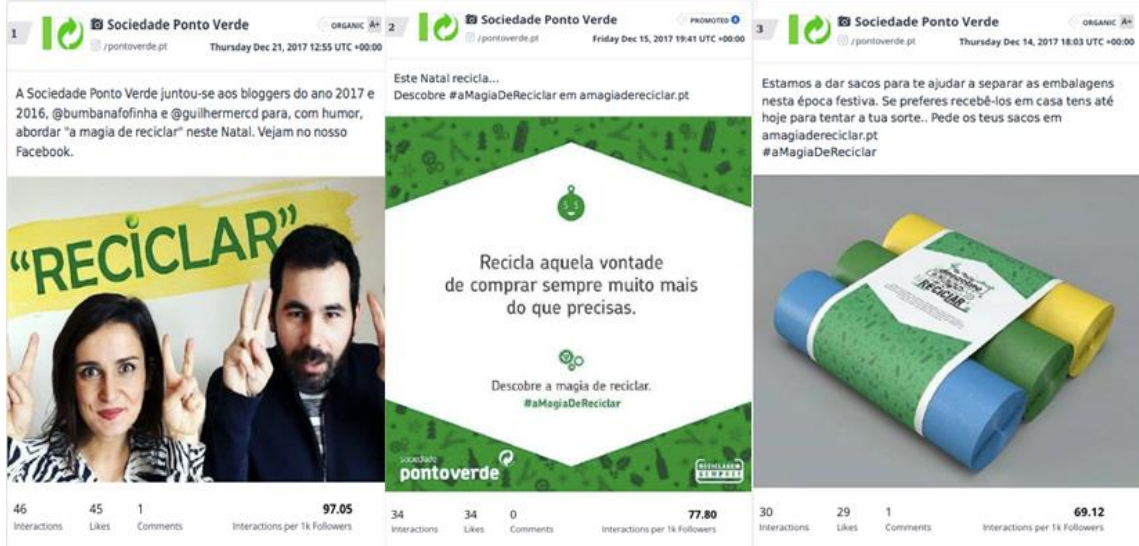 1
Sociedade Ponto Verde
ORGANIC A+
/pontoverde.pt
Thursday Dec 21, 2017 12:55 UTC +00:00
A Sociedade Ponto Verde juntou-se aos bloggers do ano 2017 e
2016, @bumbanafofinha e @guilhermercd para, com humor,
abordar "a magia de reciclar" neste Natal. Vejam no nosso
Facebook.
"RECICLAR"
46
45
1
97.05
Interactions
Likes
Comments
Interactions per 1k Followers
2
Sociedade Ponto Verde
PROMOTED
/pontoverde.pt
Friday Dec 15, 2017 19:41 UTC +00:00
Este Natal recicla...
Descobre #aMagiaDeReciclar em amagiadereciclar.pt
Recicla aquela vontade
de comprar sempre muito mais
do que precisas.
Descobre a magia de reciclar.
#aMagiaDeReciclar
sociedade
pontoverde
RECICLAGEM
SEMPRE
34
34
0
77.80
Interactions
Likes
Comments
Interactions per 1k Followers
3
Sociedade Ponto Verde
ORGANIC A+
/pontoverde.pt
Thursday Dec 14, 2017 18:03 UTC +00:00
Estamos a dar sacos para te ajudar a separar as embalagens
nesta época festiva. Se preferes recebê-los em casa tens até
hoje para tentar a tua sorte.. Pede os teus sacos em
amagiadereciclar.pt
#aMagiaDeReciclar
RECICLAR
30
29
1
69.12
Interactions
Likes
Comments
Interactions per 1k Followers